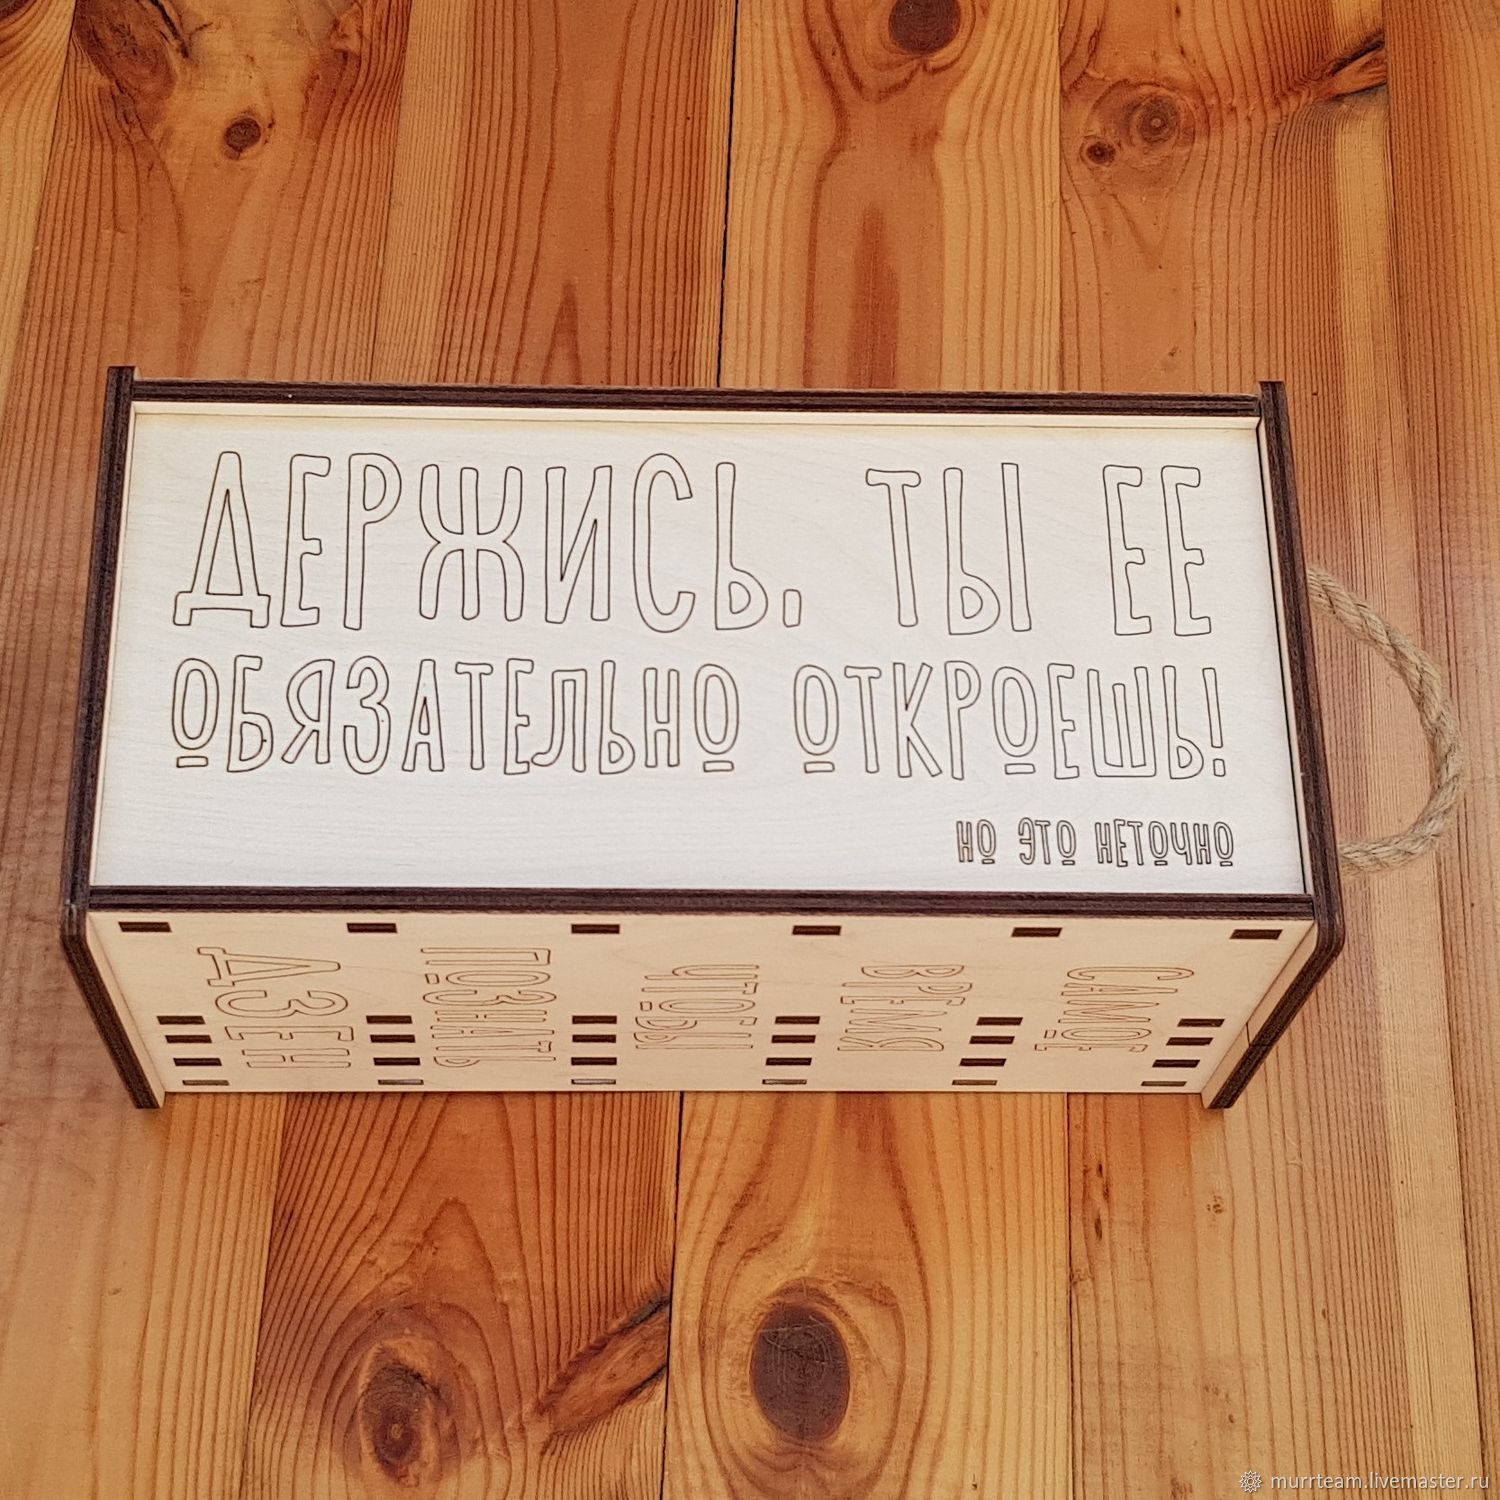 ДЕРЖИСЬ, ТЫ ЕЕ
ОБЯЗАТЕЛЬНО ОТКРОЕШЬ!
НО ЭТО НЕТОЧНО
САМОЕ
ВРЕМЯ
ЧТОБЫ
ПОЗНАТЬ
ДЗЕН
murrteam.livemaster.ru